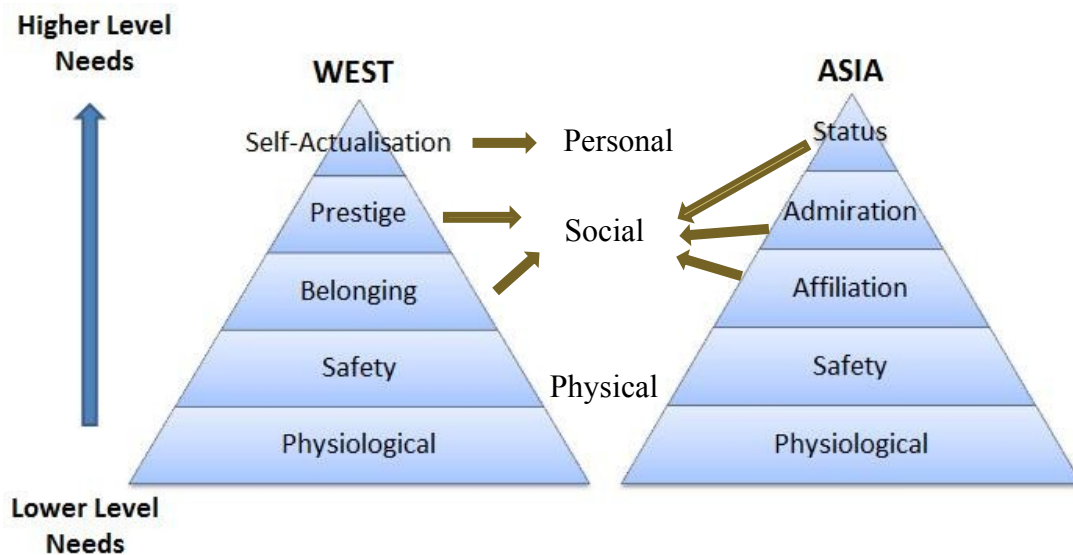 Higher Level
Needs
WEST
ASIA
Self-Actualisation
Personal
Status
Prestige
Social
Admiration
Belonging
Affiliation
Safety
Physical
Safety
Physiological
Physiological
Lower Level
Needs